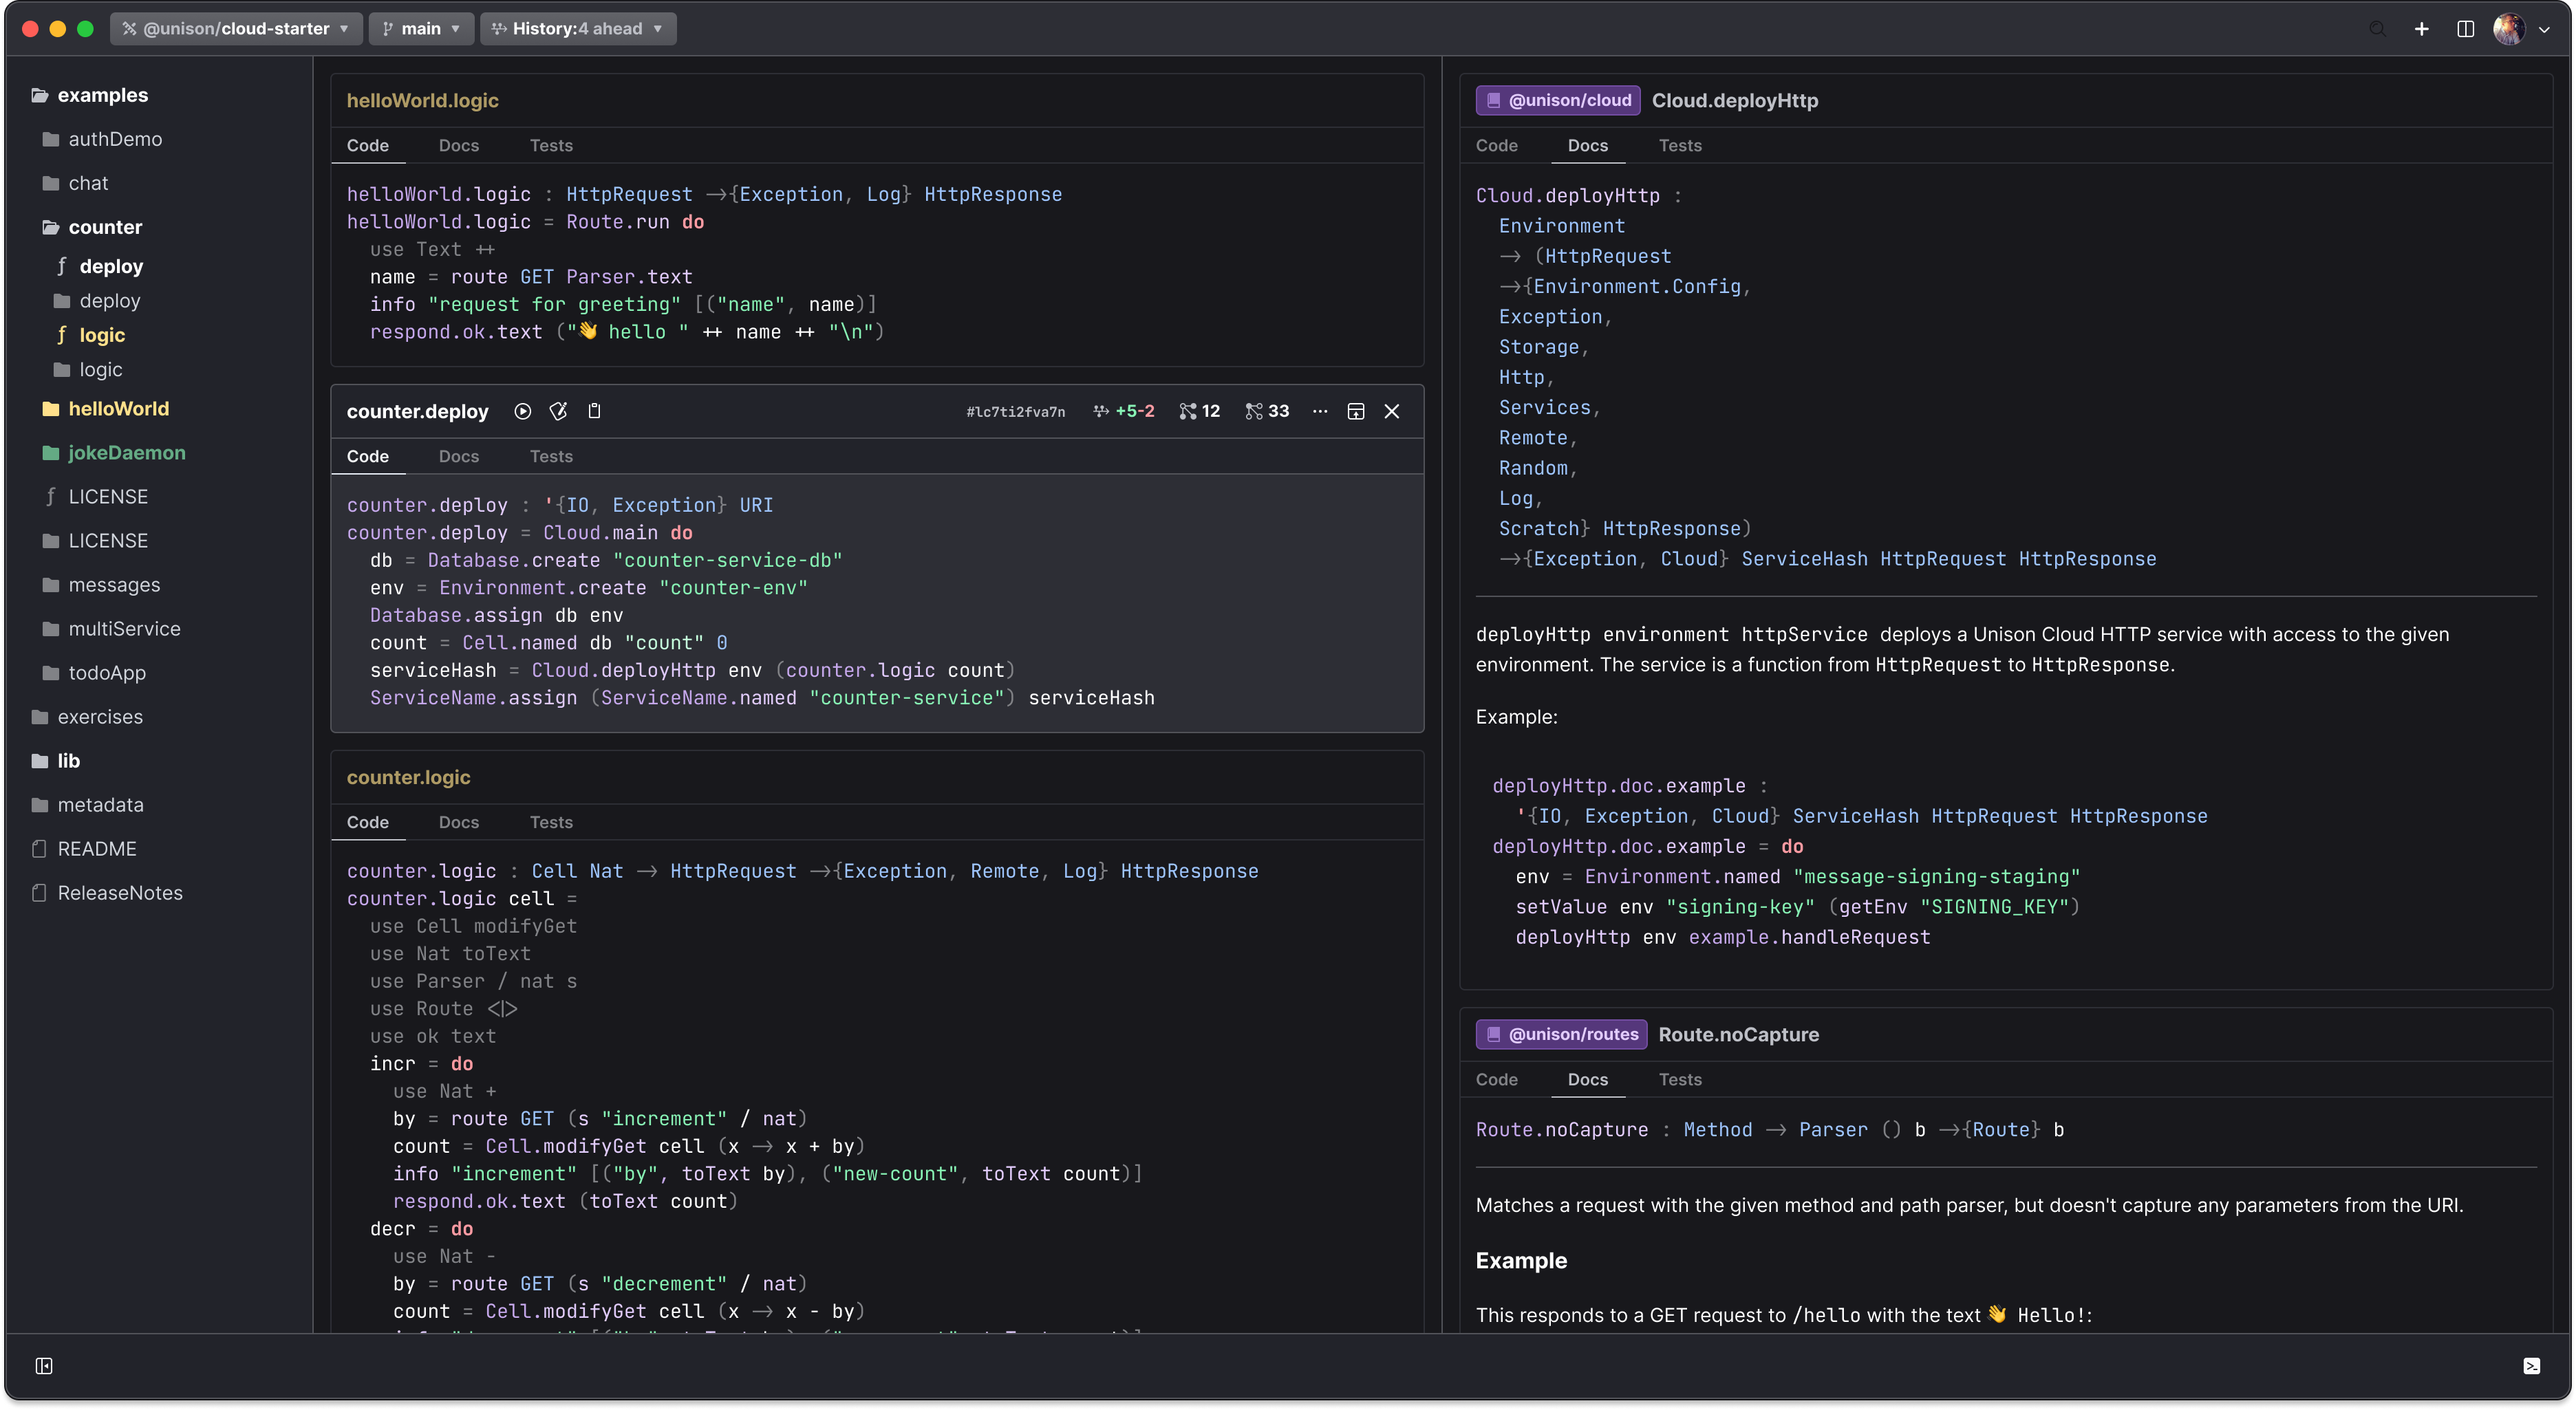 @unison/cloud-starter
main
History:4 ahead
examples
authDemo
chat
counter
deploy
deploy
logic
logic
helloWorld
jokeDaemon
LICENSE
LICENSE
messages
multiService
todoApp
exercises
lib
metadata
README
ReleaseNotes
helloWorld.logic
Code Docs Tests
helloWorld.logic : HttpRequest ->{Exception, Log} HttpResponse
helloWorld.logic = Route.run do
use Text ++
name = route GET Parser.text
info "request for greeting" [("name", name)]
respond.ok.text ("👋 hello " ++ name ++ "\n")
counter.deploy #lc7ti2fva7n +5-2 12 33
Code Docs Tests
counter.deploy : '{IO, Exception} URI
counter.deploy = Cloud.main do
db = Database.create "counter-service-db"
env = Environment.create "counter-env"
Database.assign db env
count = Cell.named db "count" 0
serviceHash = Cloud.deployHttp env (counter.logic count)
ServiceName.assign (ServiceName.named "counter-service") serviceHash
counter.logic
Code Docs Tests
counter.logic : Cell Nat -> HttpRequest ->{Exception, Remote, Log} HttpResponse
counter.logic cell =
use Cell modifyGet
use Nat toText
use Parser / nat s
use Route <|>
use ok text
incr = do
use Nat +
by = route GET (s "increment" / nat)
count = Cell.modifyGet cell (x -> x + by)
info "increment" [("by", toText by), ("new-count", toText count)]
respond.ok.text (toText count)
decr = do
use Nat -
by = route GET (s "decrement" / nat)
count = Cell.modifyGet cell (x -> x - by)
@unison/cloud Cloud.deployHttp
Code Docs Tests
Cloud.deployHttp :
Environment
-> (HttpRequest
->{Environment.Config,
Exception,
Storage,
Http,
Services,
Remote,
Random,
Log,
Scratch} HttpResponse)
->{Exception, Cloud} ServiceHash HttpRequest HttpResponse
deployHttp environment httpService deploys a Unison Cloud HTTP service with access to the given
environment. The service is a function from HttpRequest to HttpResponse.
Example:
deployHttp.doc.example :
'{IO, Exception, Cloud} ServiceHash HttpRequest HttpResponse
deployHttp.doc.example = do
env = Environment.named "message-signing-staging"
setValue env "signing-key" (getEnv "SIGNING_KEY")
deployHttp env example.handleRequest
@unison/routes Route.noCapture
Code Docs Tests
Route.noCapture : Method -> Parser () b ->{Route} b
Matches a request with the given method and path parser, but doesn't capture any parameters from the URI.
Example
This responds to a GET request to /hello with the text 👋 Hello!: